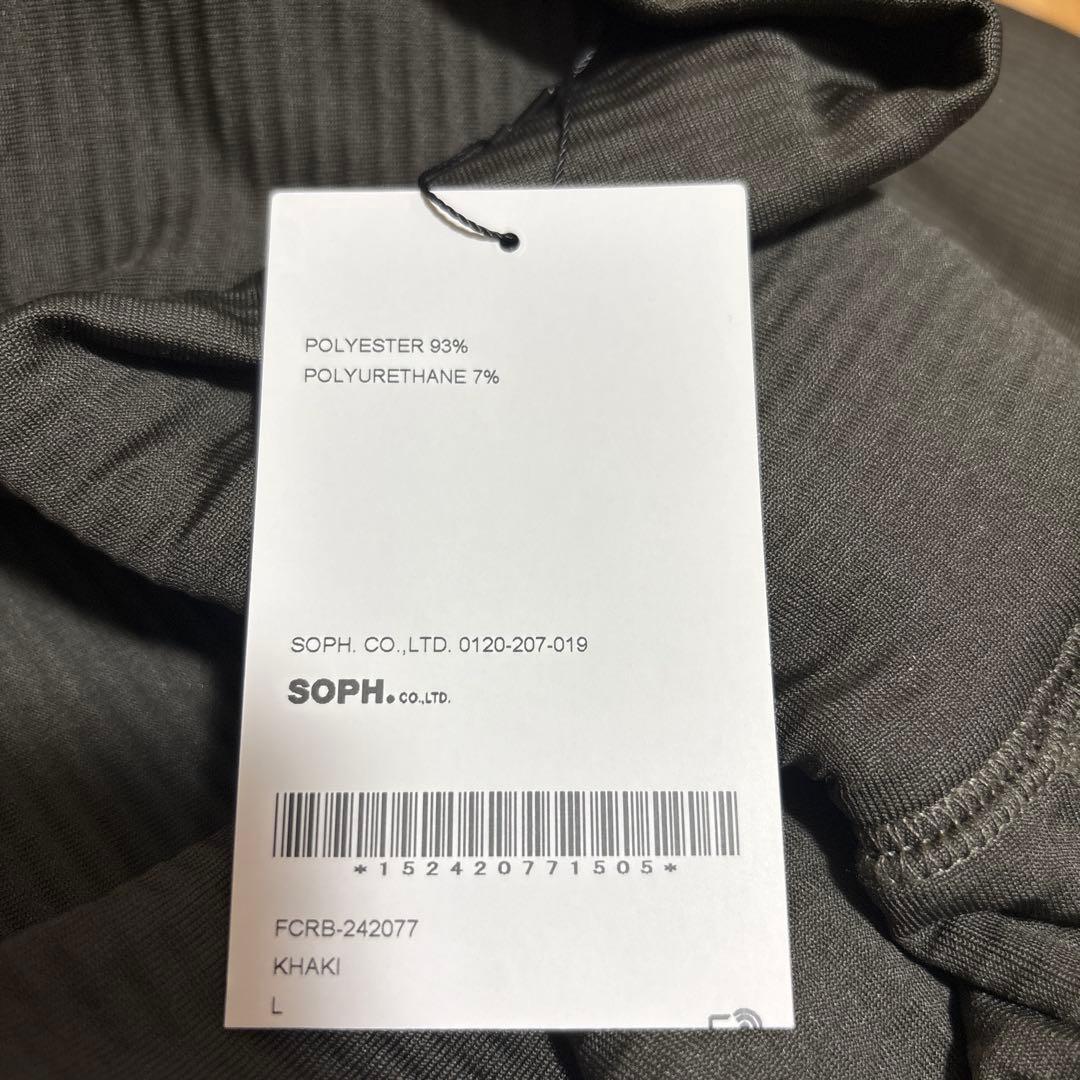 POLYESTER 93%
POLYURETHANE 7%
SOPH. CO.,LTD. 0120-207-019
SOPH. CO.,LTD.
*152420771505*
FCRB-242077
KHAKI
L